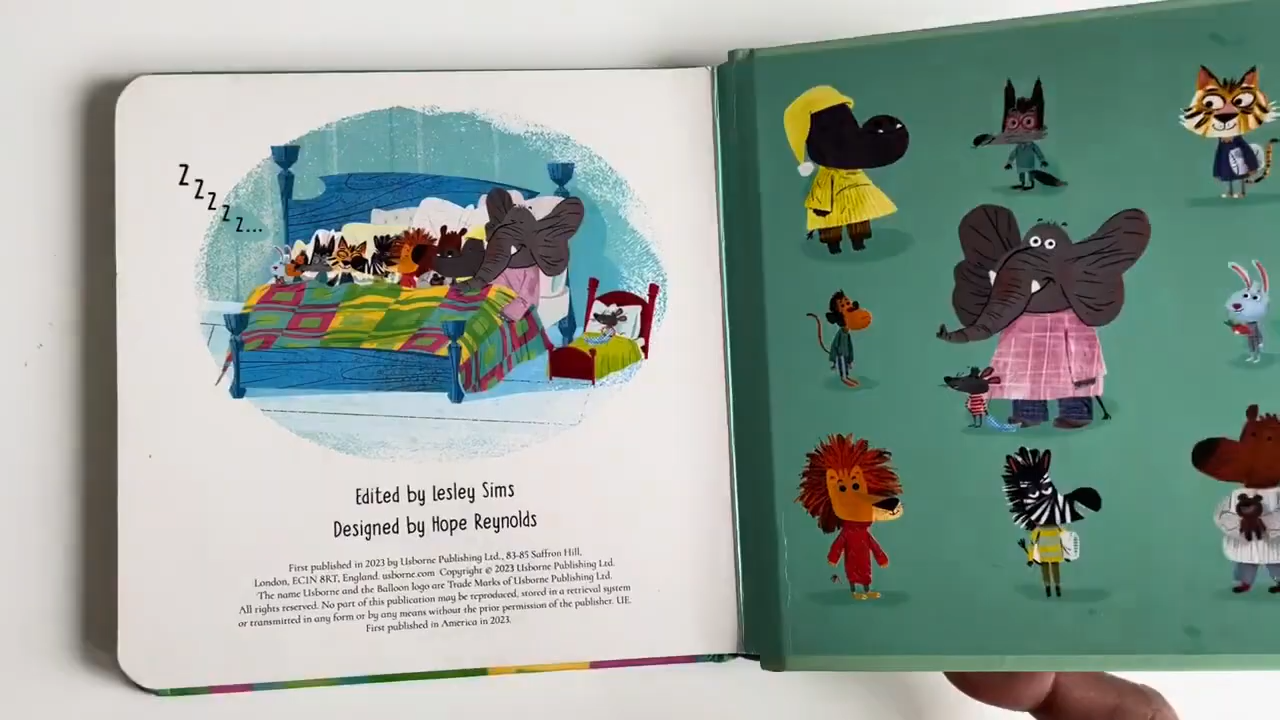 Z
Z
Z
Z
Z...
Edited by Lesley Sims
Designed by Hope Reynolds
First published in 2023 by Usborne Publishing Ltd., 83-85 Saffron Hill,
London, EC1N 8RT, England. usborne.com Copyright © 2023 Usborne Publishing Ltd.
The name Usborne and the Balloon logo are Trade Marks of Usborne Publishing Ltd.
All rights reserved. No part of this publication may be reproduced, stored in a retrieval system
or transmitted in any form or by any means without the prior permission of the publisher. UE.
First published in America in 2023.